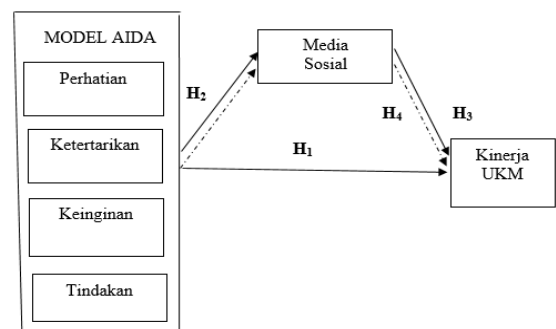 MODEL AIDA
Perhatian
Ketertarikan
Keinginan
Tindakan
Media
Sosial
H₂
H₄
H₃
H₁
Kinerja
UKM